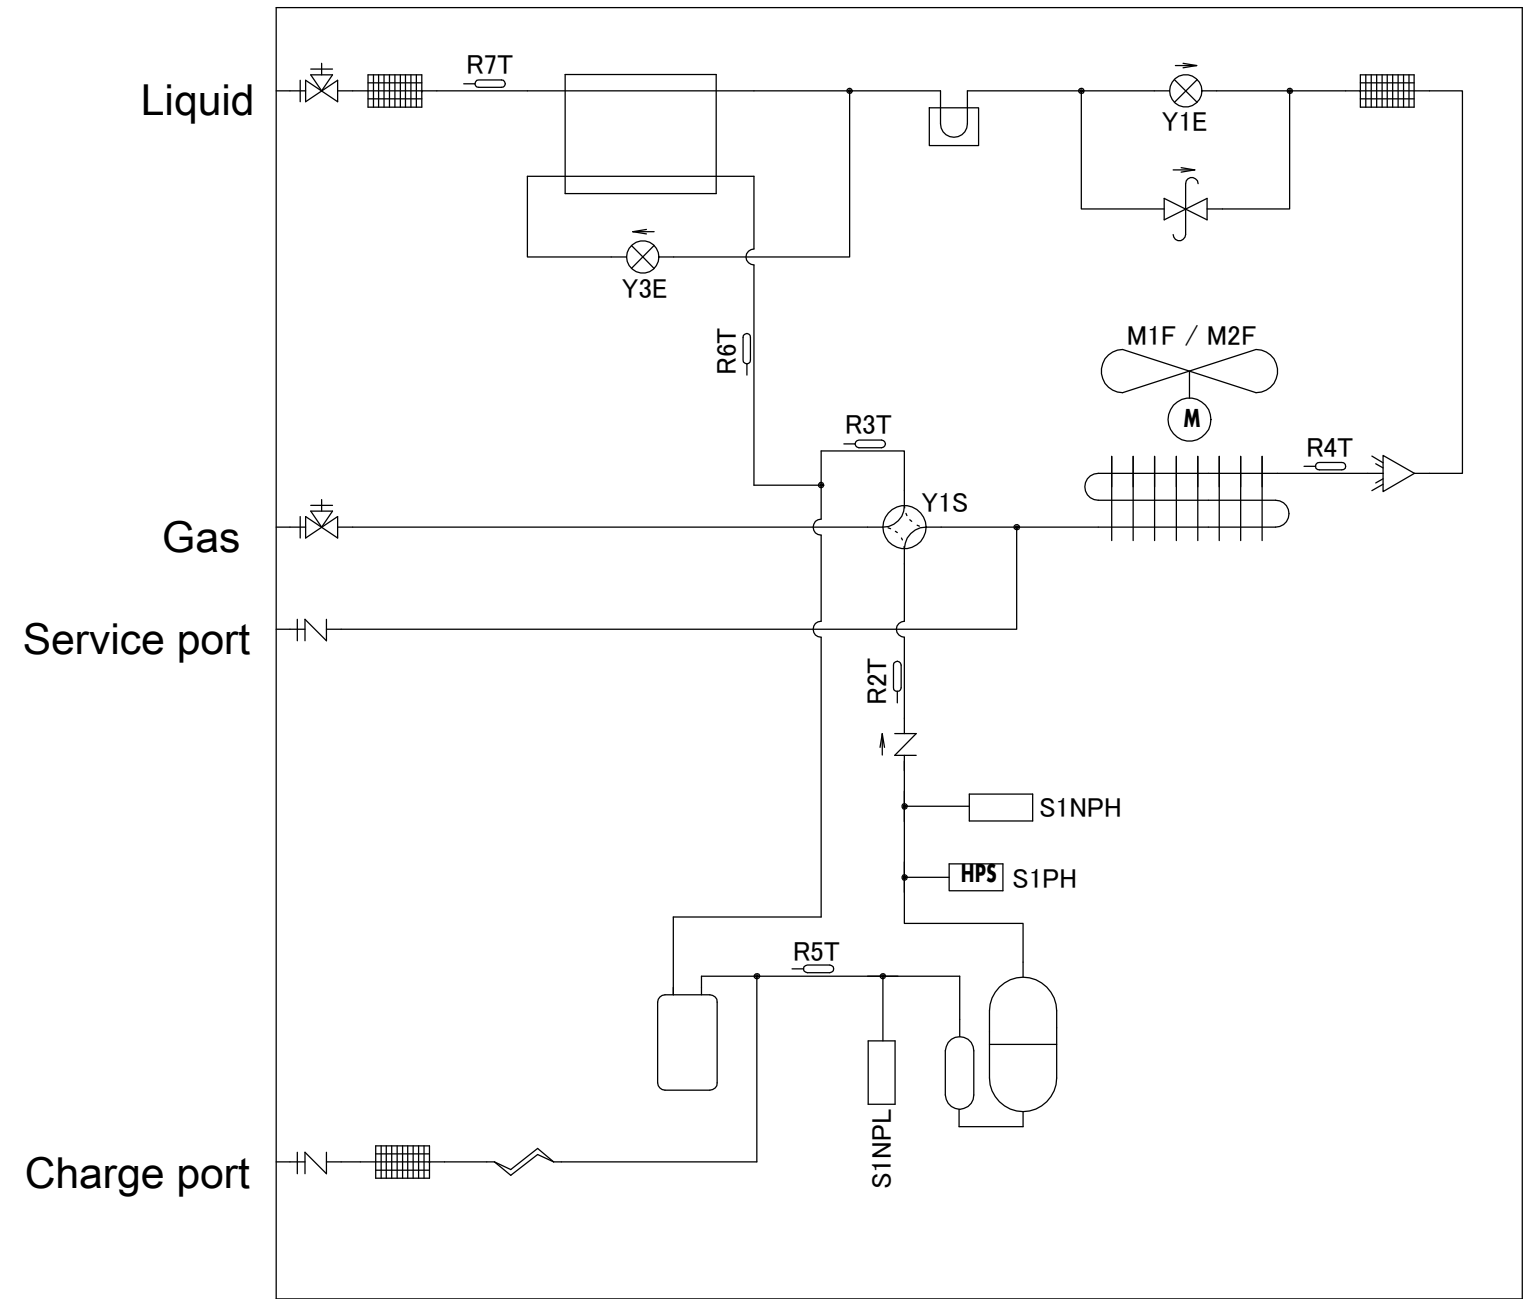 R7T
Liquid
Y1E
Y3E
R6T
M1F / M2F
M
R3T
R4T
Y1S
Gas
Service port
R2T
S1NPH
HPS S1PH
R5T
S1NPL
Charge port